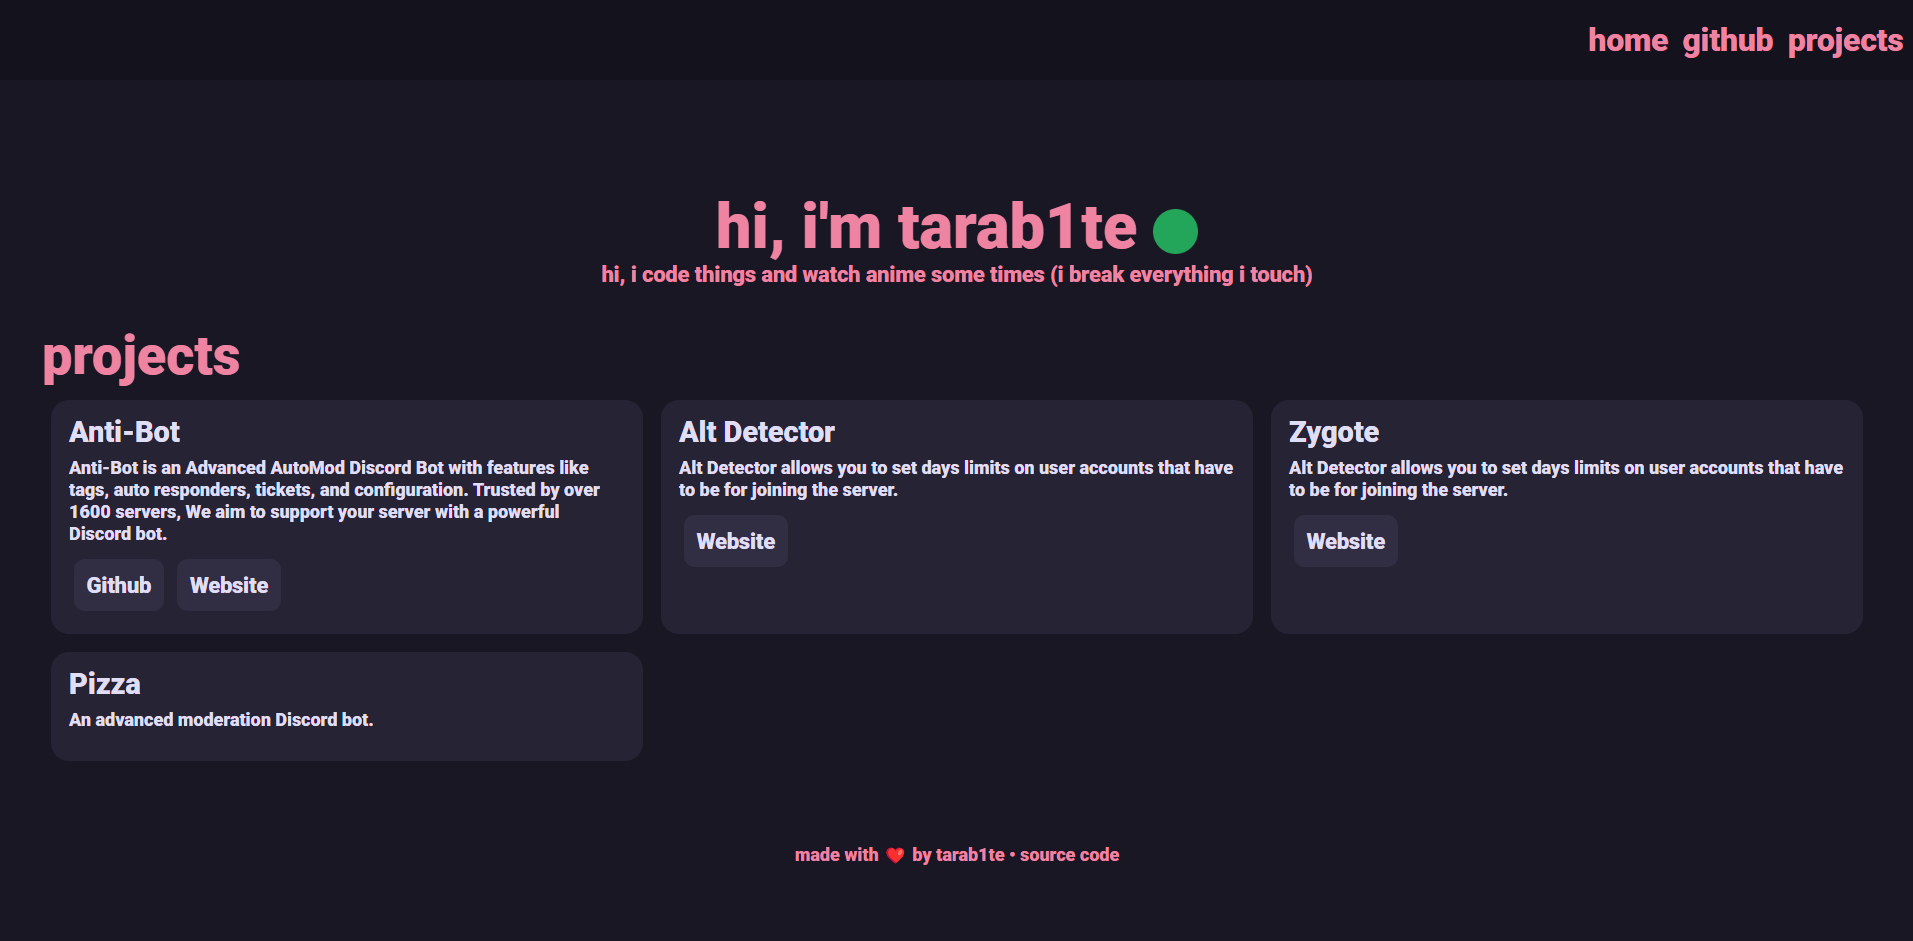 home github projects
hi, i'm tarab1te
hi, i code things and watch anime some times (i break everything i touch)
projects
Anti-Bot
Anti-Bot is an Advanced AutoMod Discord Bot with features like
tags, auto responders, tickets, and configuration. Trusted by over
1600 servers, We aim to support your server with a powerful
Discord bot.
Github Website
Alt Detector
Alt Detector allows you to set days limits on user accounts that have
to be for joining the server.
Website
Zygote
Alt Detector allows you to set days limits on user accounts that have
to be for joining the server.
Website
Pizza
An advanced moderation Discord bot.
made with ❤️ by tarab1te • source code